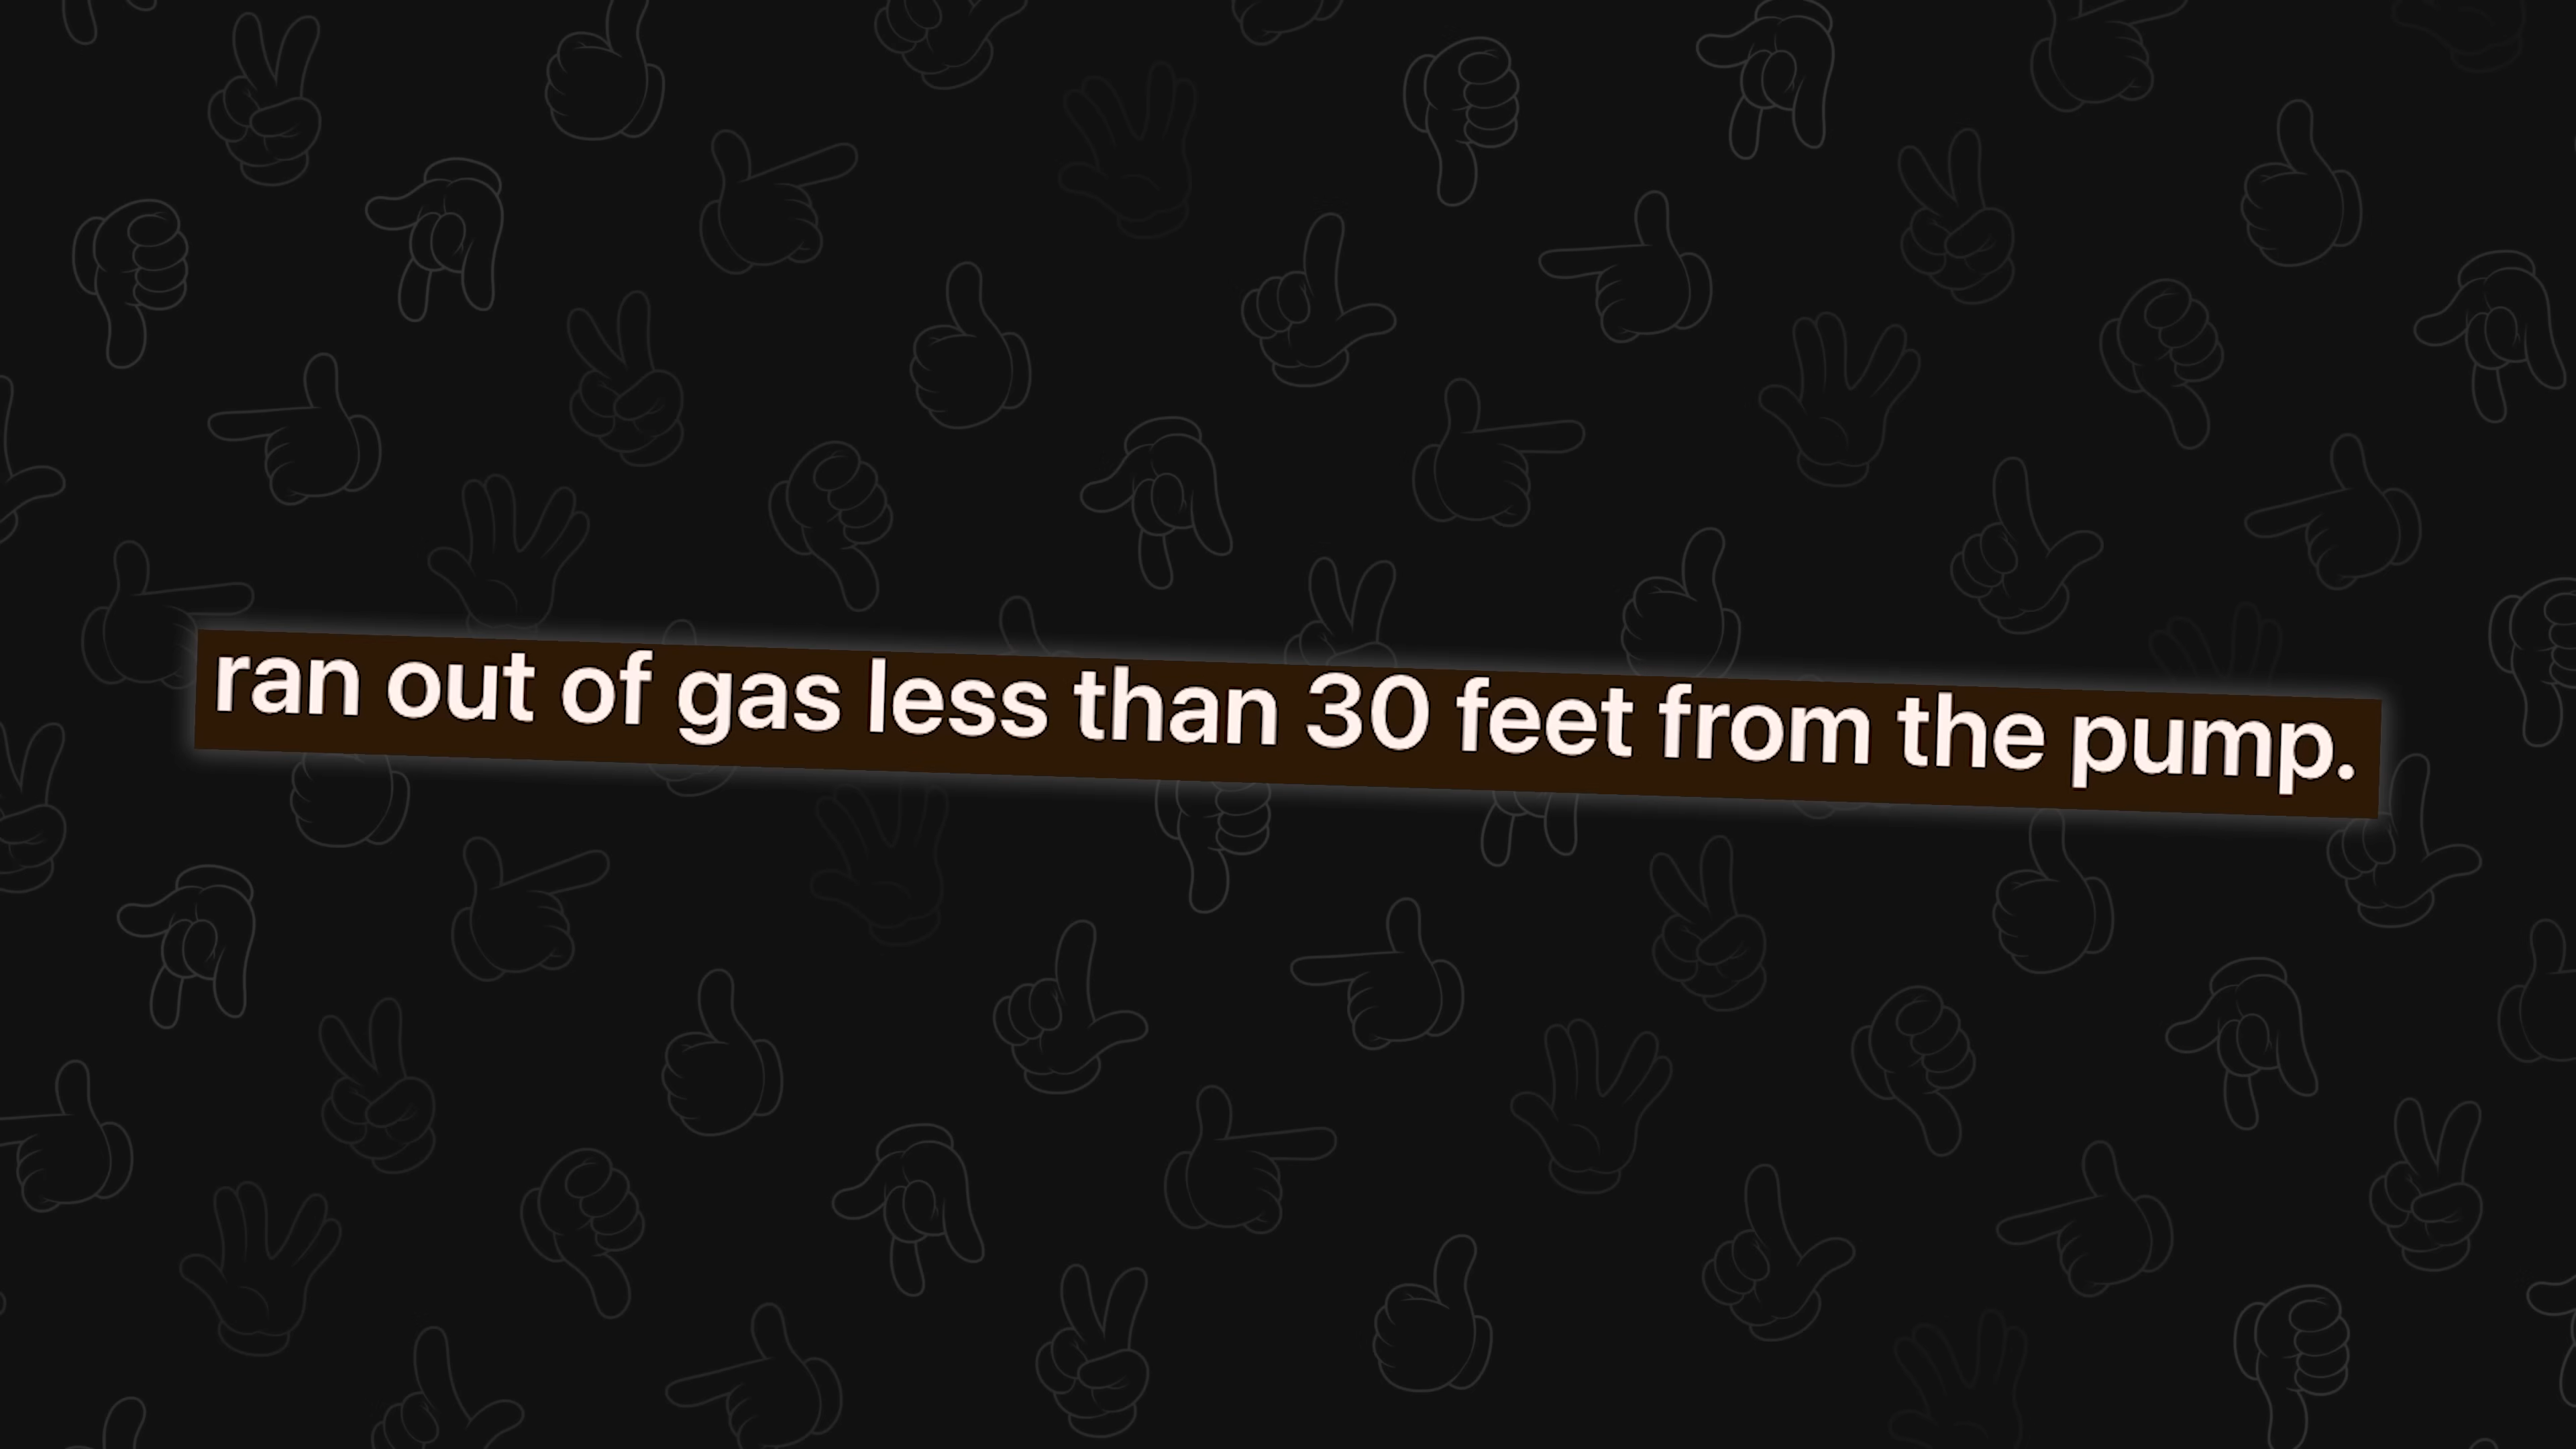 ran out of gas less than 30 feet from the pump.